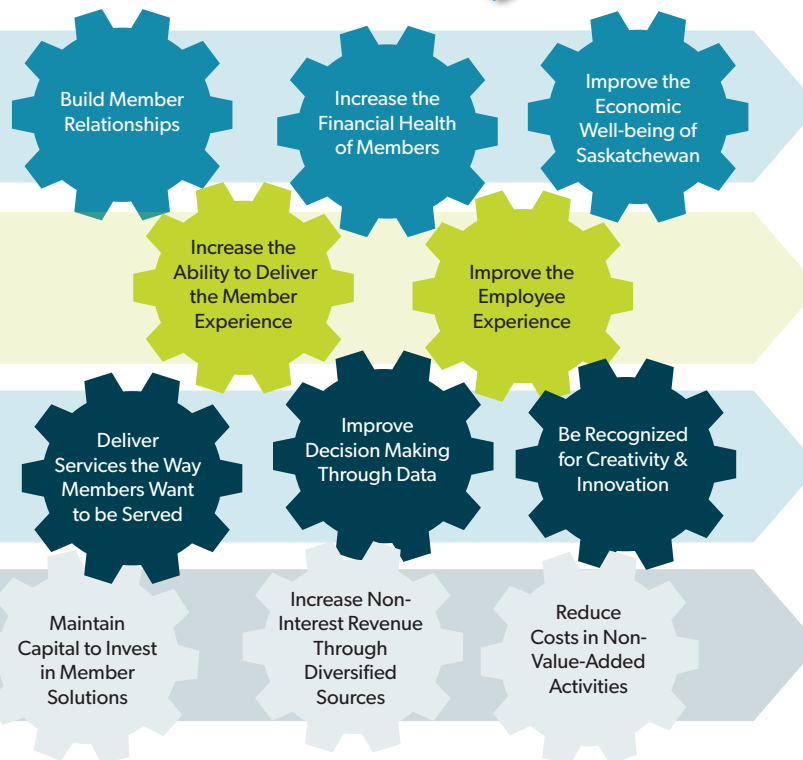 Build Member
Relationships
Increase the
Financial Health
of Members
Improve the
Economic
Well-being of
Saskatchewan
Increase the
Ability to Deliver
the Member
Experience
Improve the
Employee
Experience
Deliver
Services the Way
Members Want
to be Served
Improve
Decision Making
Through Data
Be Recognized
for Creativity &
Innovation
Maintain
Capital to Invest
in Member
Solutions
Increase Non-
Interest Revenue
Through
Diversified
Sources
Reduce
Costs in Non-
Value-Added
Activities